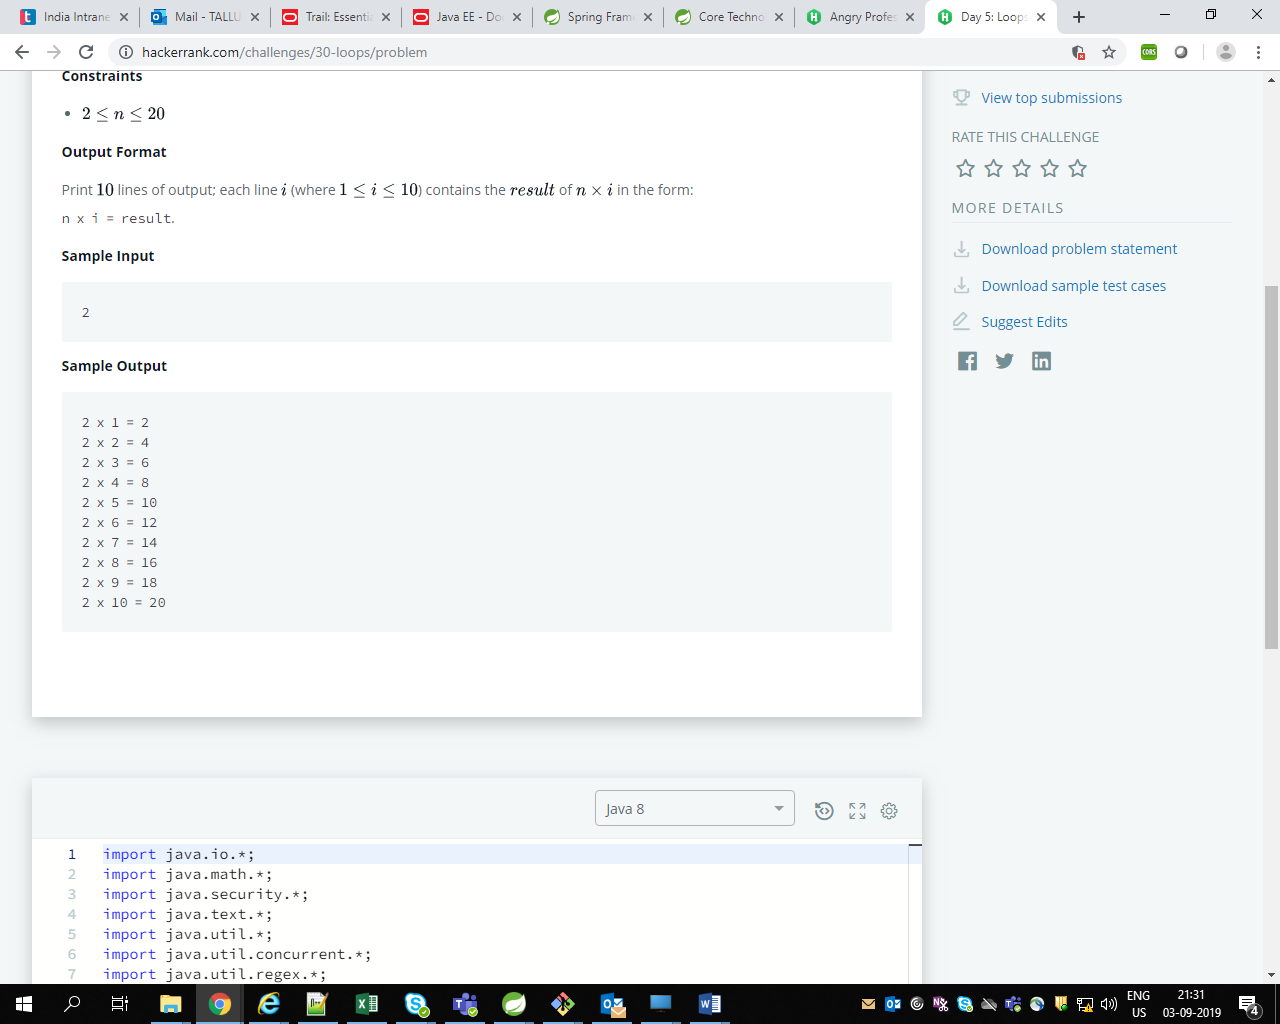 India Intrane
Mail - TALLU
Trail: Essentia
Java EE - Do
Spring Fram
Core Techno
Angry Profes
Day 5: Loops
hackerrank.com/challenges/30-loops/problem
CORS
Constraints
• 2 ≤ n ≤ 20
Output Format
Print 10 lines of output; each line i (where 1 ≤ i ≤ 10) contains the result of n × i in the form:
n x i = result.
Sample Input
2
Sample Output
2 x 1 = 2
2 x 2 = 4
2 x 3 = 6
2 x 4 = 8
2 x 5 = 10
2 x 6 = 12
2 x 7 = 14
2 x 8 = 16
2 x 9 = 18
2 x 10 = 20
View top submissions
RATE THIS CHALLENGE
MORE DETAILS
Download problem statement
Download sample test cases
Suggest Edits
Java 8
1 import java.io.*;
2 import java.math.*;
3 import java.security.*;
4 import java.text.*;
5 import java.util.*;
6 import java.util.concurrent.*;
7 import java.util.regex.*;
ENG
US
21:31
03-09-2019
4